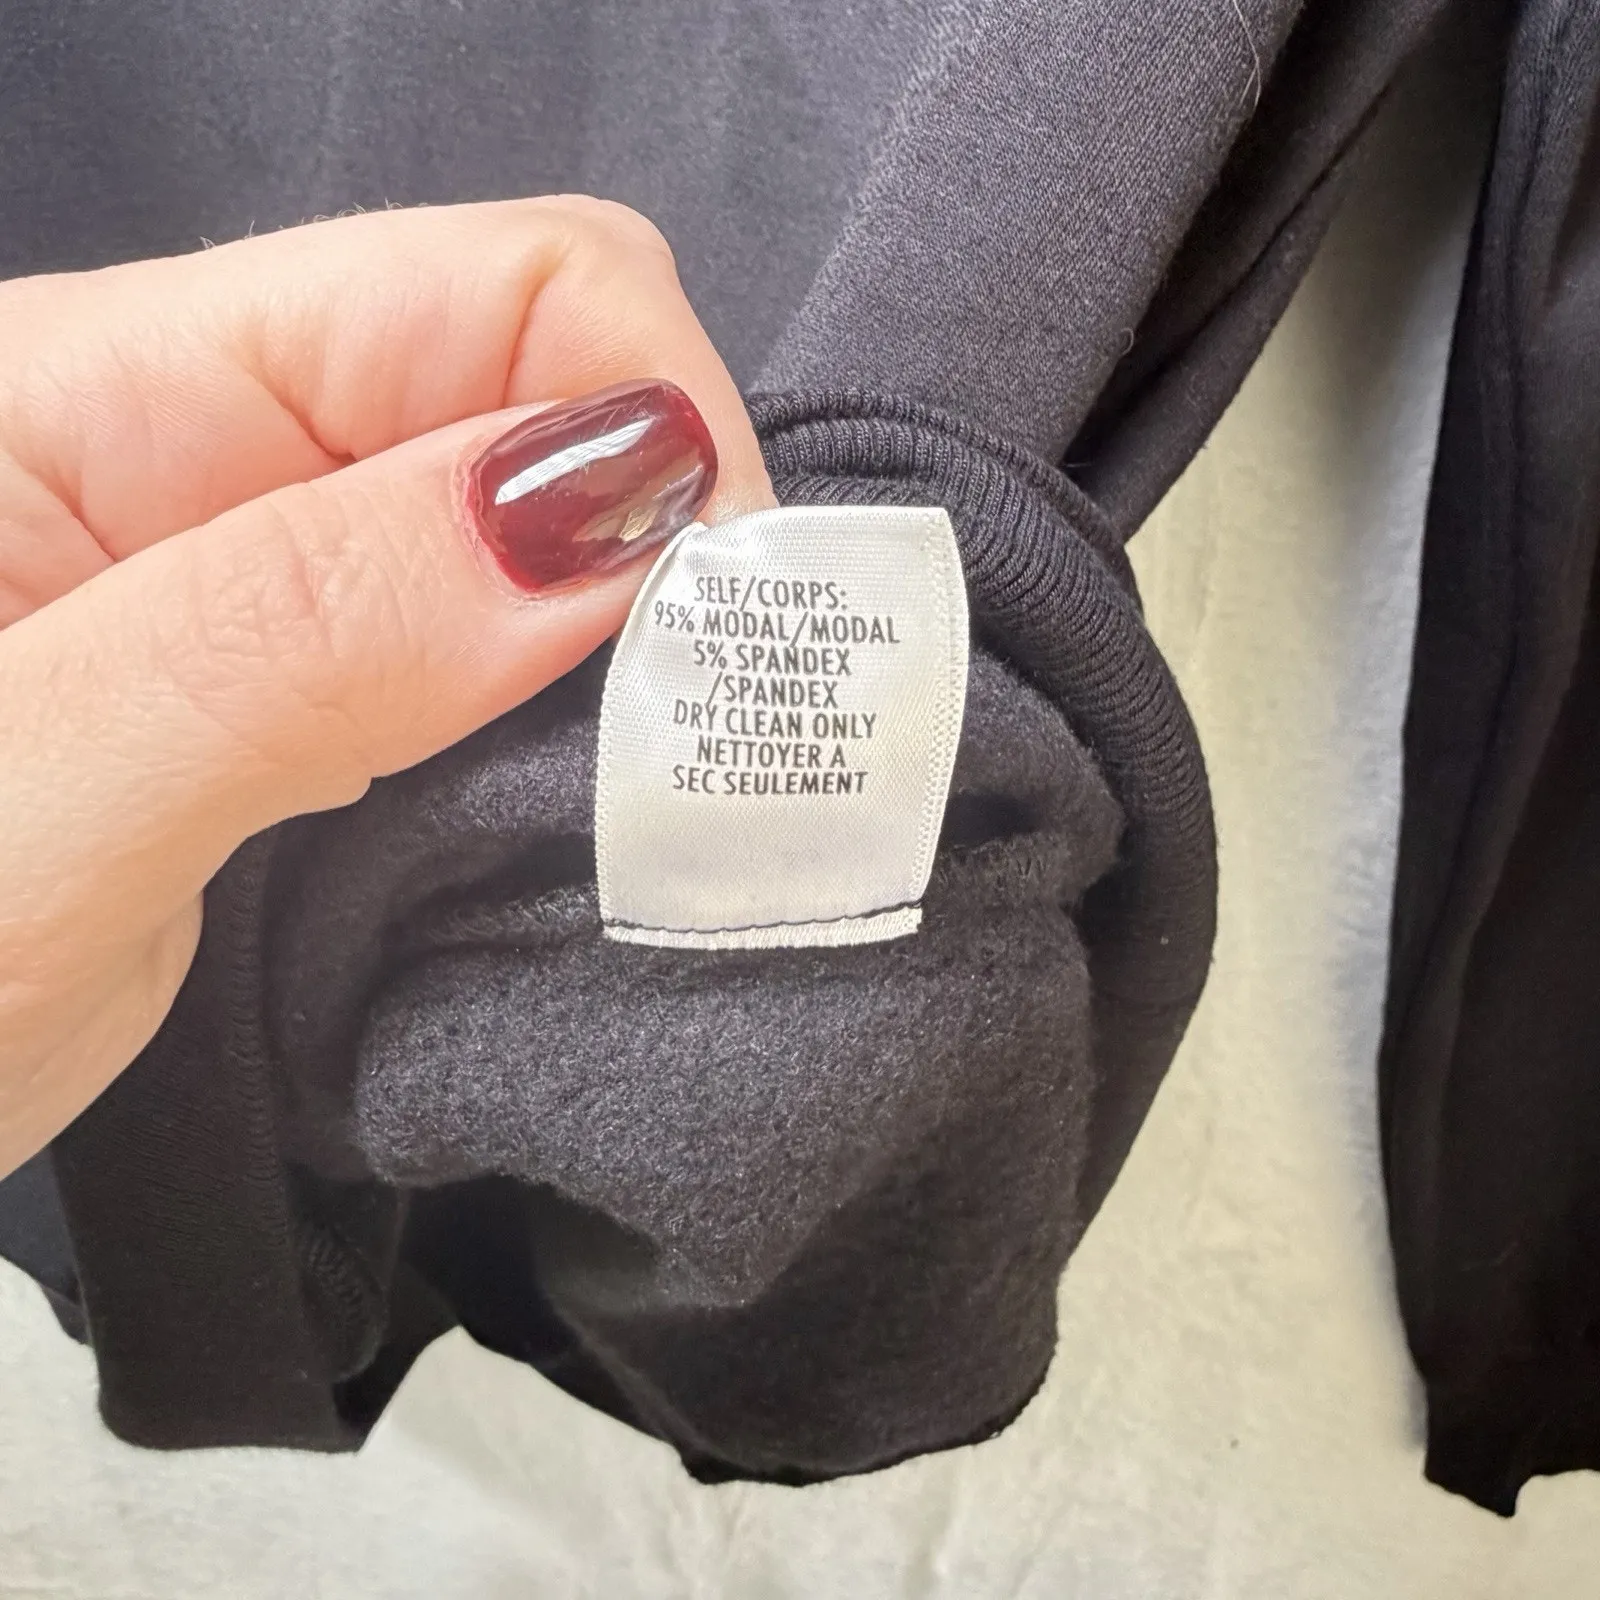 SELF/CORPS:
95% MODAL/MODAL
5% SPANDEX
/SPANDEX
DRY CLEAN ONLY
NETTOYER A
SEC SEULEMENT